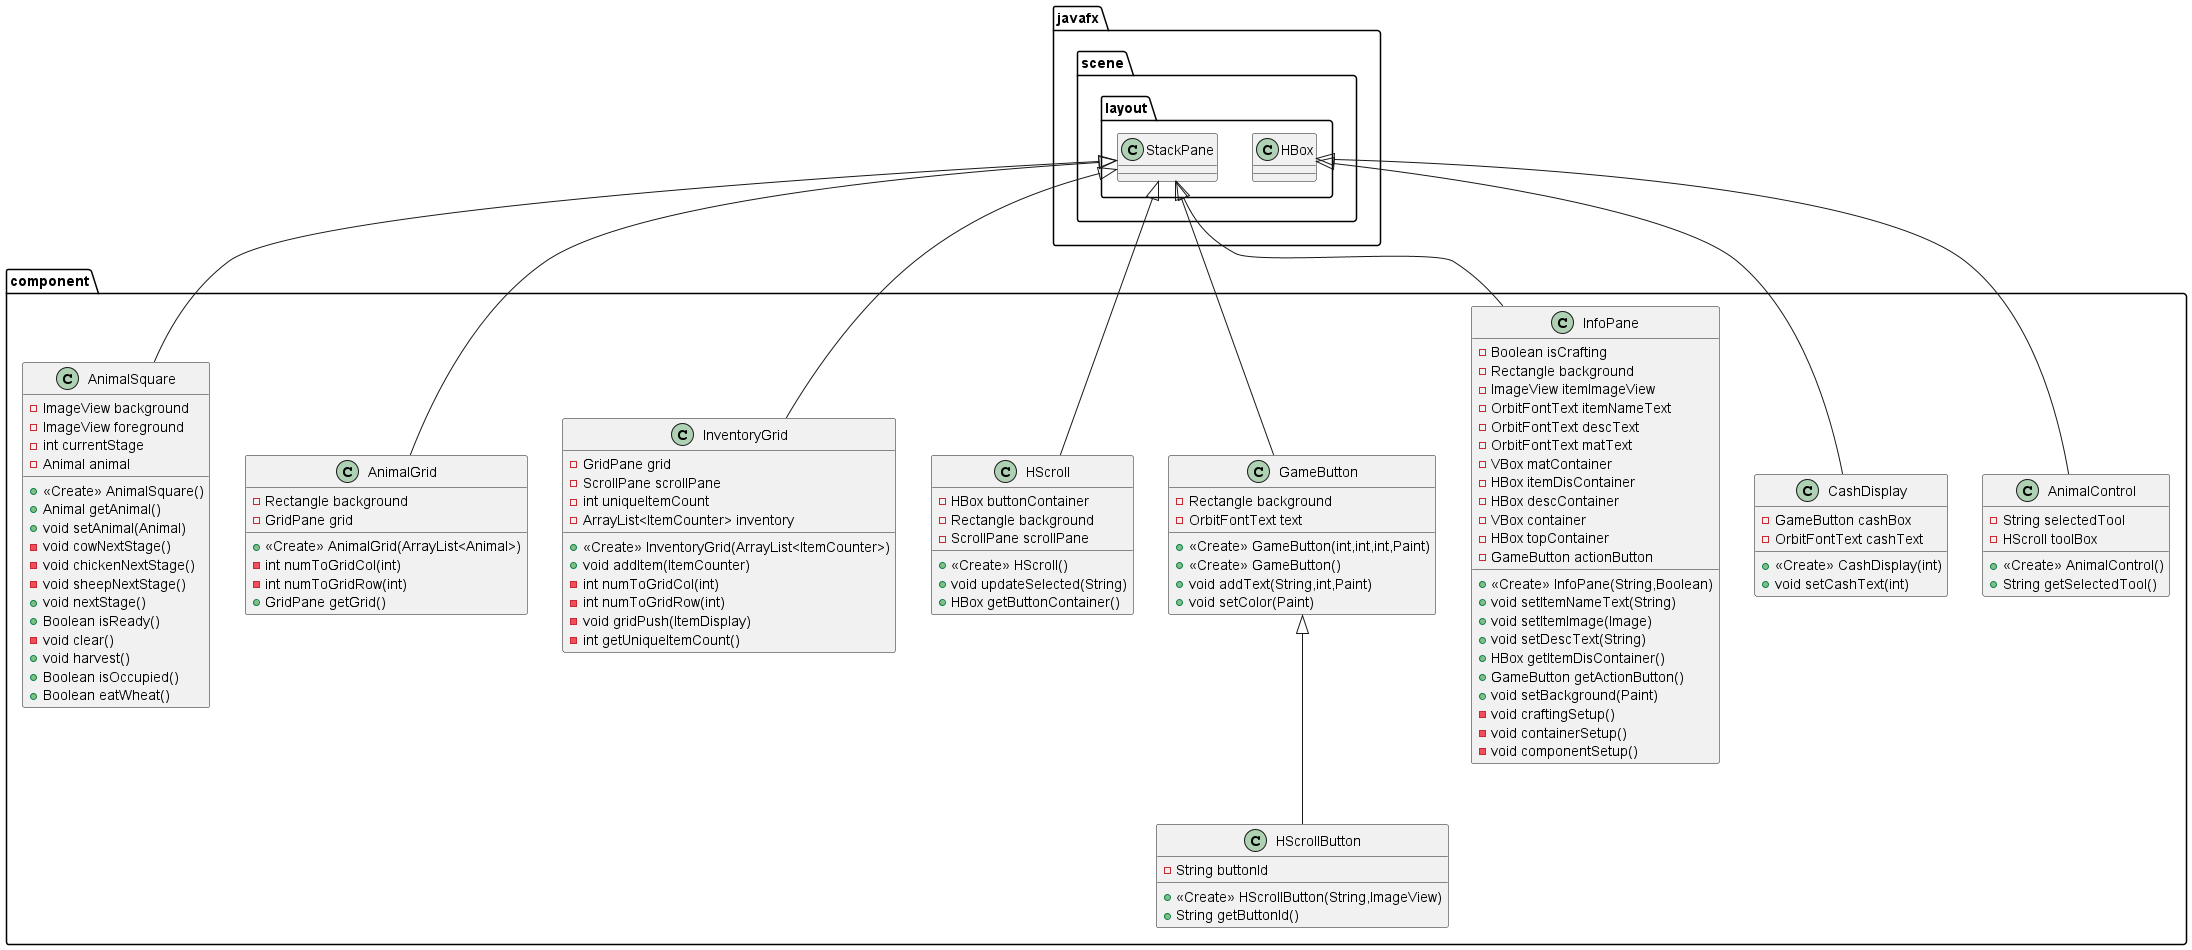 javafx
scene
layout
C StackPane
C HBox
component
C AnimalSquare
ImageView background
ImageView foreground
int currentStage
Animal animal
«Create» AnimalSquare()
Animal getAnimal()
void setAnimal(Animal)
void cowNextStage()
void chickenNextStage()
void sheepNextStage()
void nextStage()
Boolean isReady()
void clear()
void harvest()
Boolean isOccupied()
Boolean eatWheat()
C AnimalGrid
Rectangle background
GridPane grid
«Create» AnimalGrid(ArrayList<Animal>)
int numToGridCol(int)
int numToGridRow(int)
GridPane getGrid()
C InventoryGrid
GridPane grid
ScrollPane scrollPane
int uniqueItemCount
ArrayList<ItemCounter> inventory
«Create» InventoryGrid(ArrayList<ItemCounter>)
void addItem(ItemCounter)
int numToGridCol(int)
int numToGridRow(int)
void gridPush(ItemDisplay)
int getUniqueItemCount()
C HScroll
HBox buttonContainer
Rectangle background
ScrollPane scrollPane
«Create» HScroll()
void updateSelected(String)
HBox getButtonContainer()
C GameButton
Rectangle background
OrbitFontText text
«Create» GameButton(int,int,int,Paint)
«Create» GameButton()
void addText(String,int,Paint)
void setColor(Paint)
C InfoPane
Boolean isCrafting
Rectangle background
ImageView itemImageView
OrbitFontText itemNameText
OrbitFontText descText
OrbitFontText matText
VBox matContainer
HBox itemDisContainer
HBox descContainer
VBox container
HBox topContainer
GameButton actionButton
«Create» InfoPane(String,Boolean)
void setItemNameText(String)
void setItemImage(Image)
void setDescText(String)
HBox getItemDisContainer()
GameButton getActionButton()
void setBackground(Paint)
void craftingSetup()
void containerSetup()
void componentSetup()
C CashDisplay
GameButton cashBox
OrbitFontText cashText
«Create» CashDisplay(int)
void setCashText(int)
C AnimalControl
String selectedTool
HScroll toolBox
«Create» AnimalControl()
String getSelectedTool()
C HScrollButton
String buttonId
«Create» HScrollButton(String,ImageView)
String getButtonId()